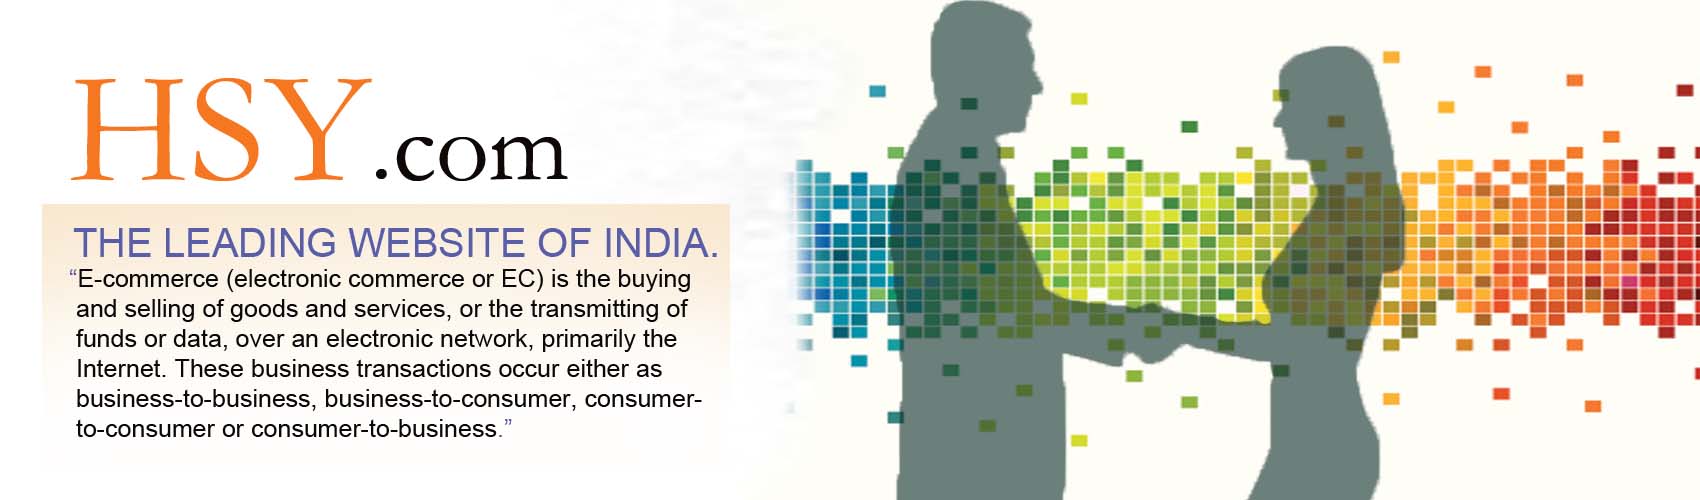 HSY.com
THE LEADING WEBSITE OF INDIA.
“E-commerce (electronic commerce or EC) is the buying
and selling of goods and services, or the transmitting of
funds or data, over an electronic network, primarily the
Internet. These business transactions occur either as
business-to-business, business-to-consumer, consumer-
to-consumer or consumer-to-business.”